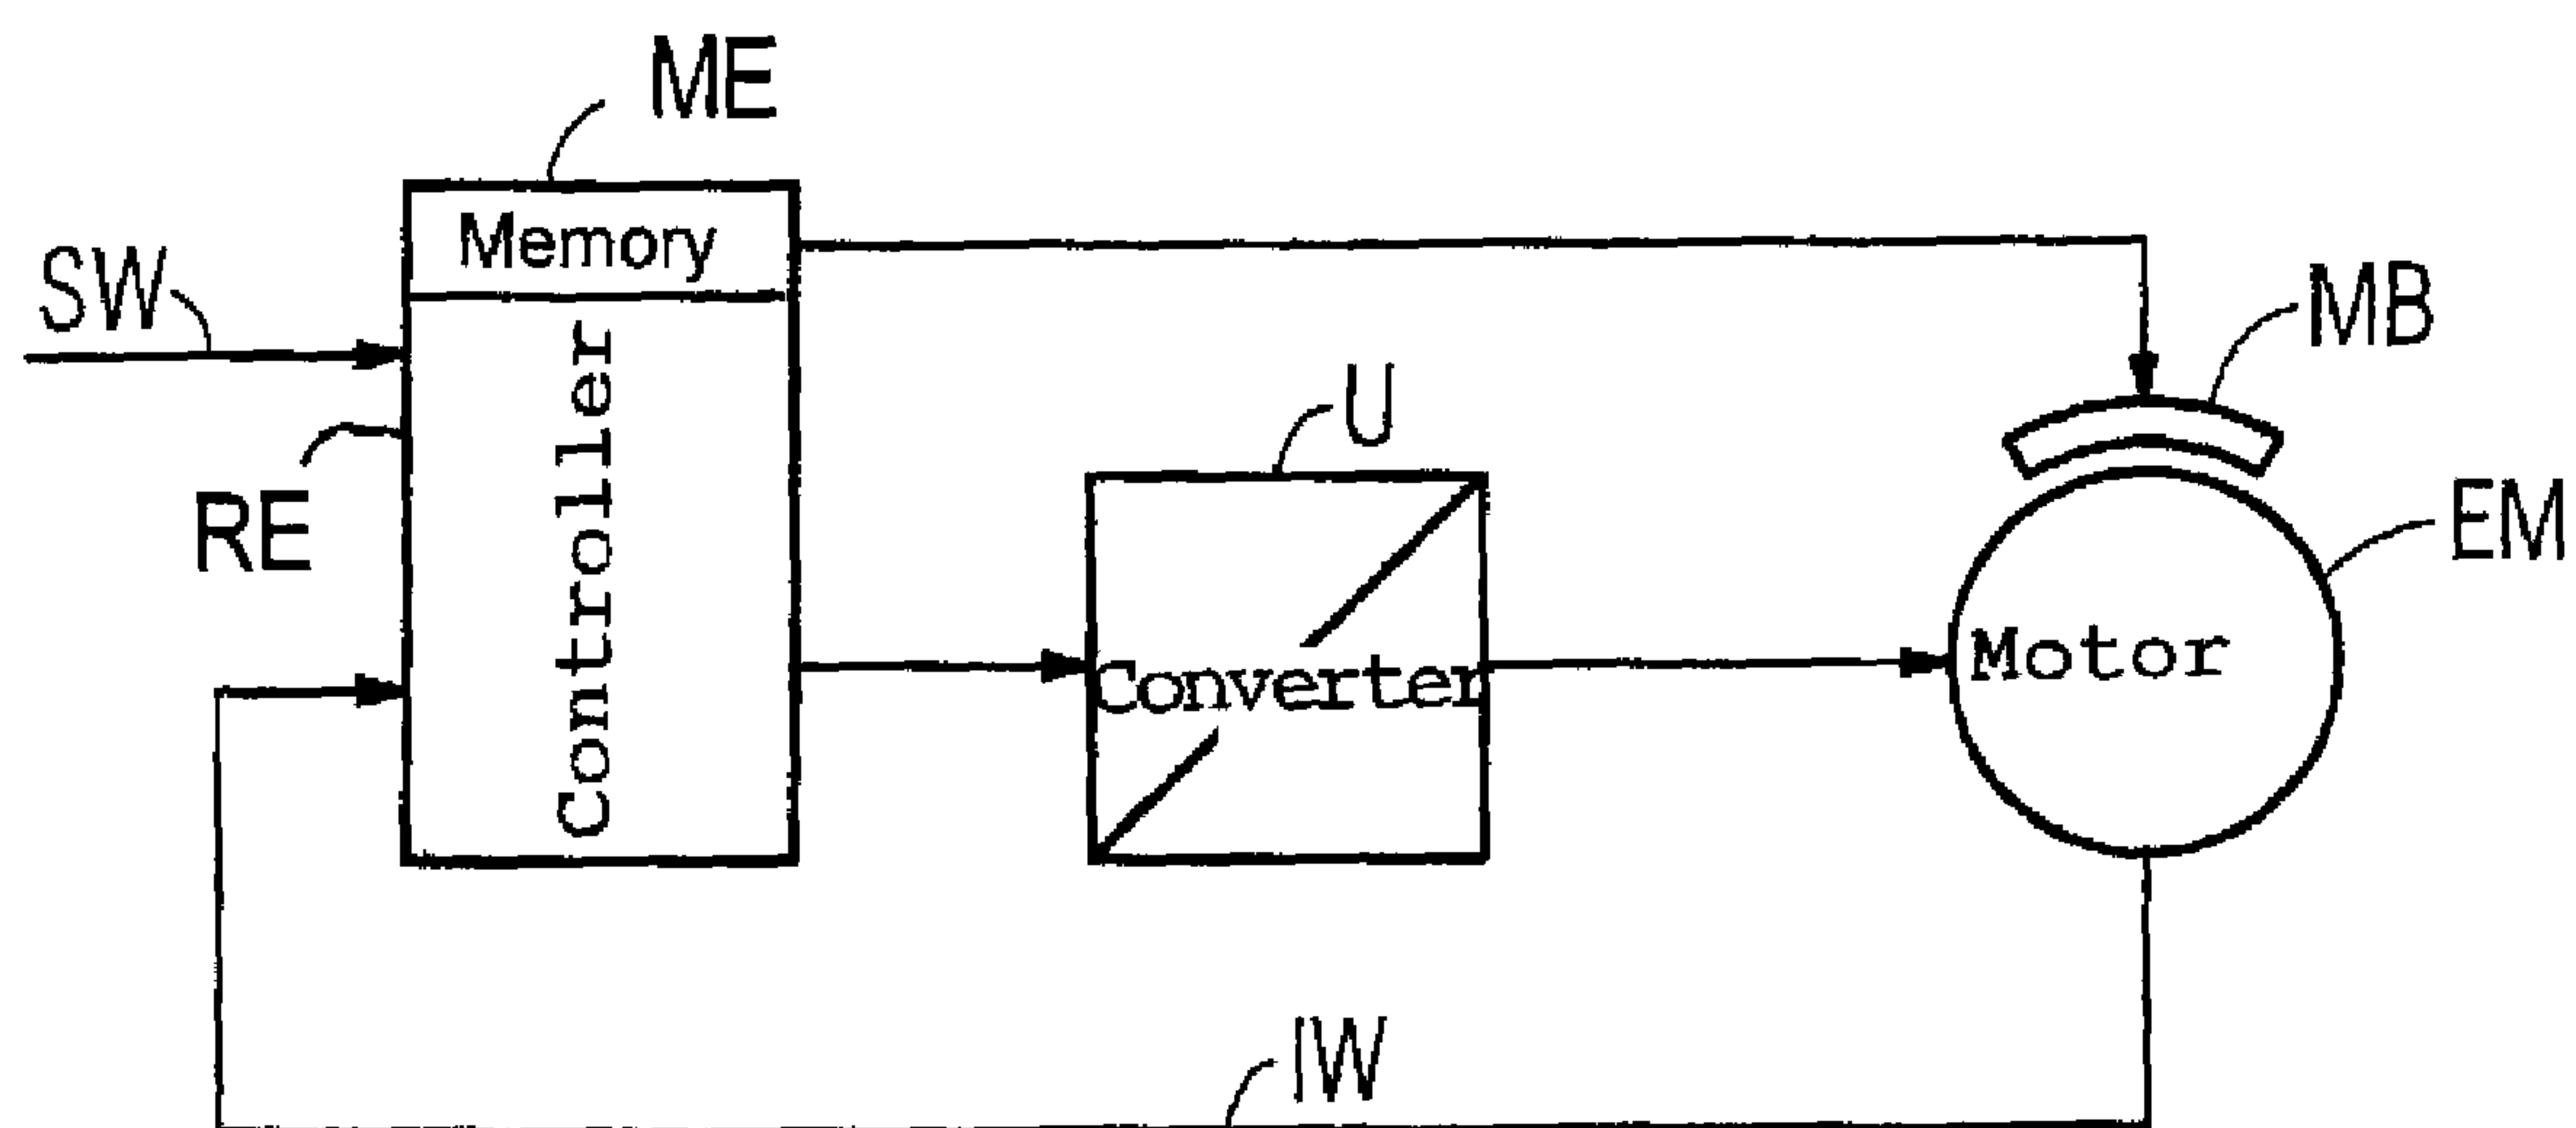 ME
Memory
SW
MB
Controller
U
RE
EM
Converter
Motor
IW